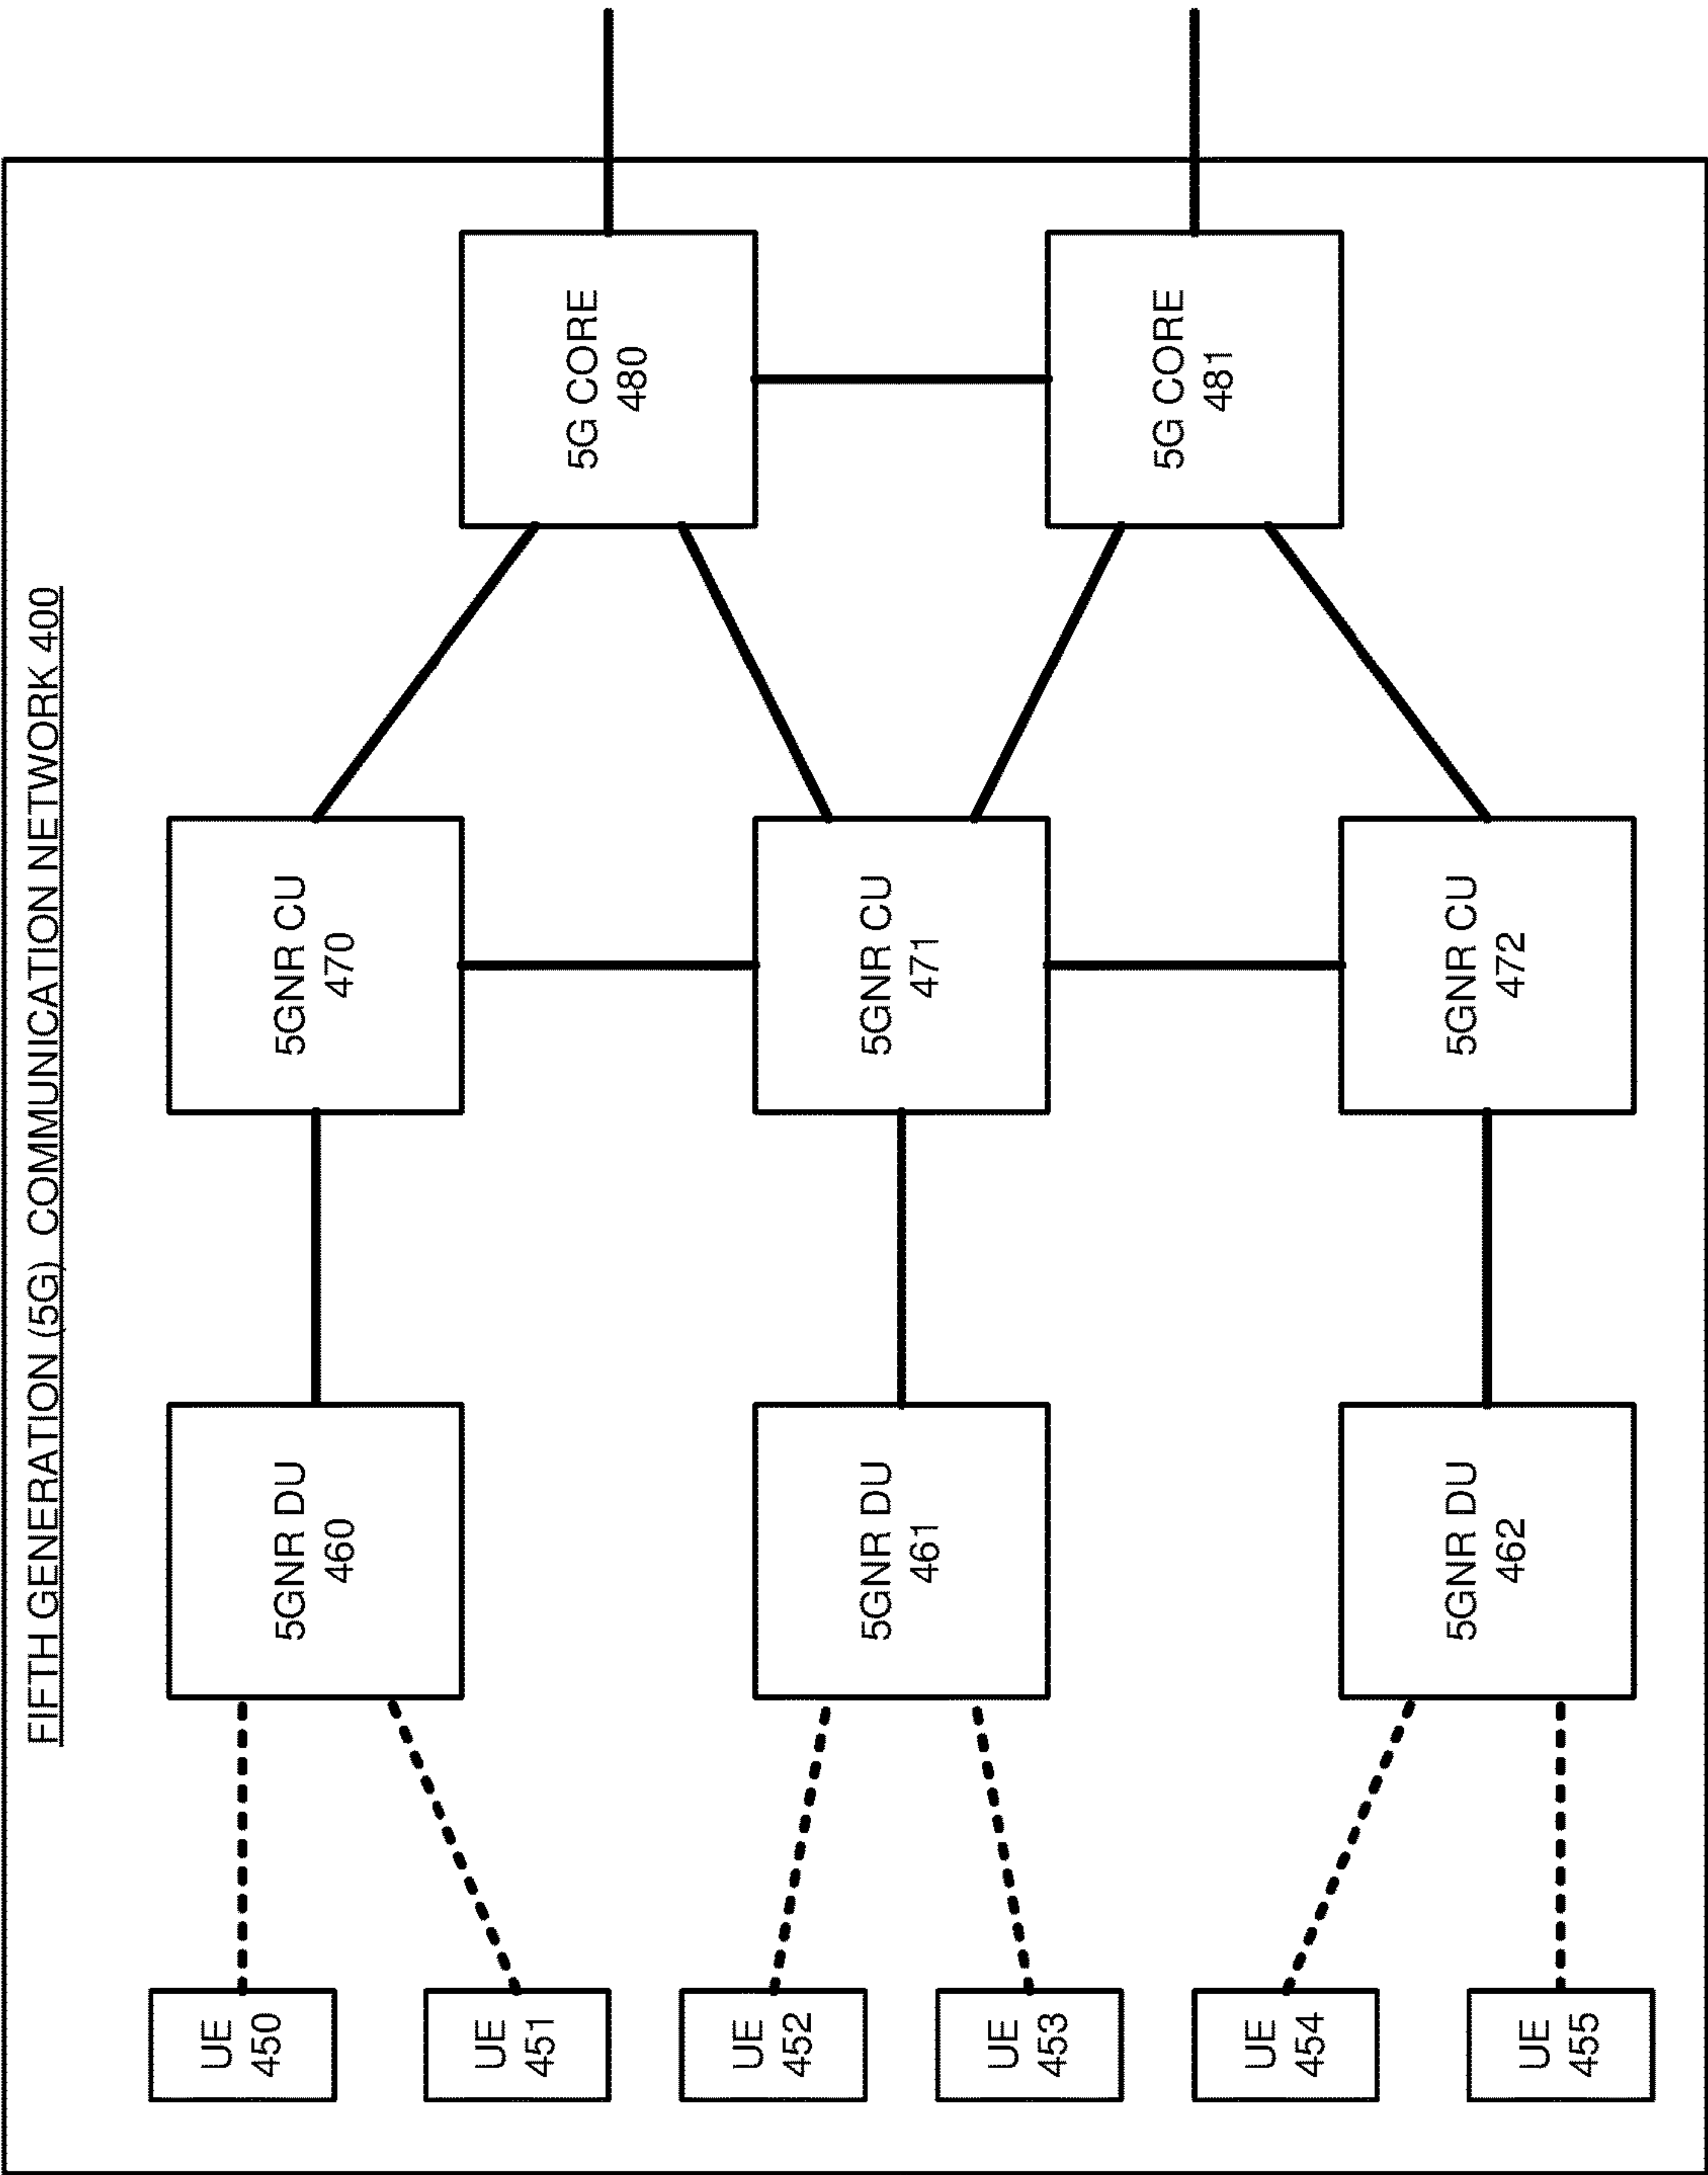 FIFTH GENERATION (5G) COMMUNICATION NETWORK 400
UE
450
5GNR DU
460
5GNR CU
470
UE
451
5G CORE
480
UE
452
5GNR DU
461
5GNR CU
471
UE
453
5G CORE
481
UE
454
5GNR DU
462
5GNR CU
472
UE
455